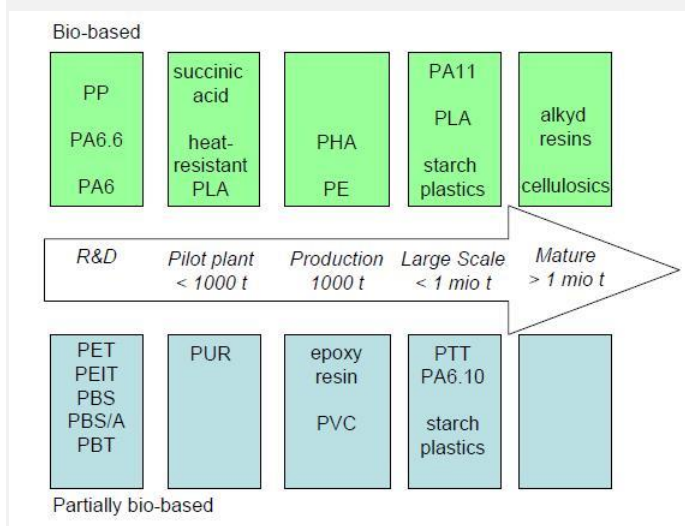 Bio-based
PP
PA6.6
PA6
succinic
acid
heat-
resistant
PLA
PHA
PE
PA11
PLA
starch
plastics
alkyd
resins
cellulosics
R&D
Pilot plant
< 1000 t
Production
1000 t
Large Scale
< 1 mio t
Mature
> 1 mio t
PET
PEIT
PBS
PBS/A
PBT
PUR
epoxy
resin
PVC
PTT
PA6.10
starch
plastics
Partially bio-based